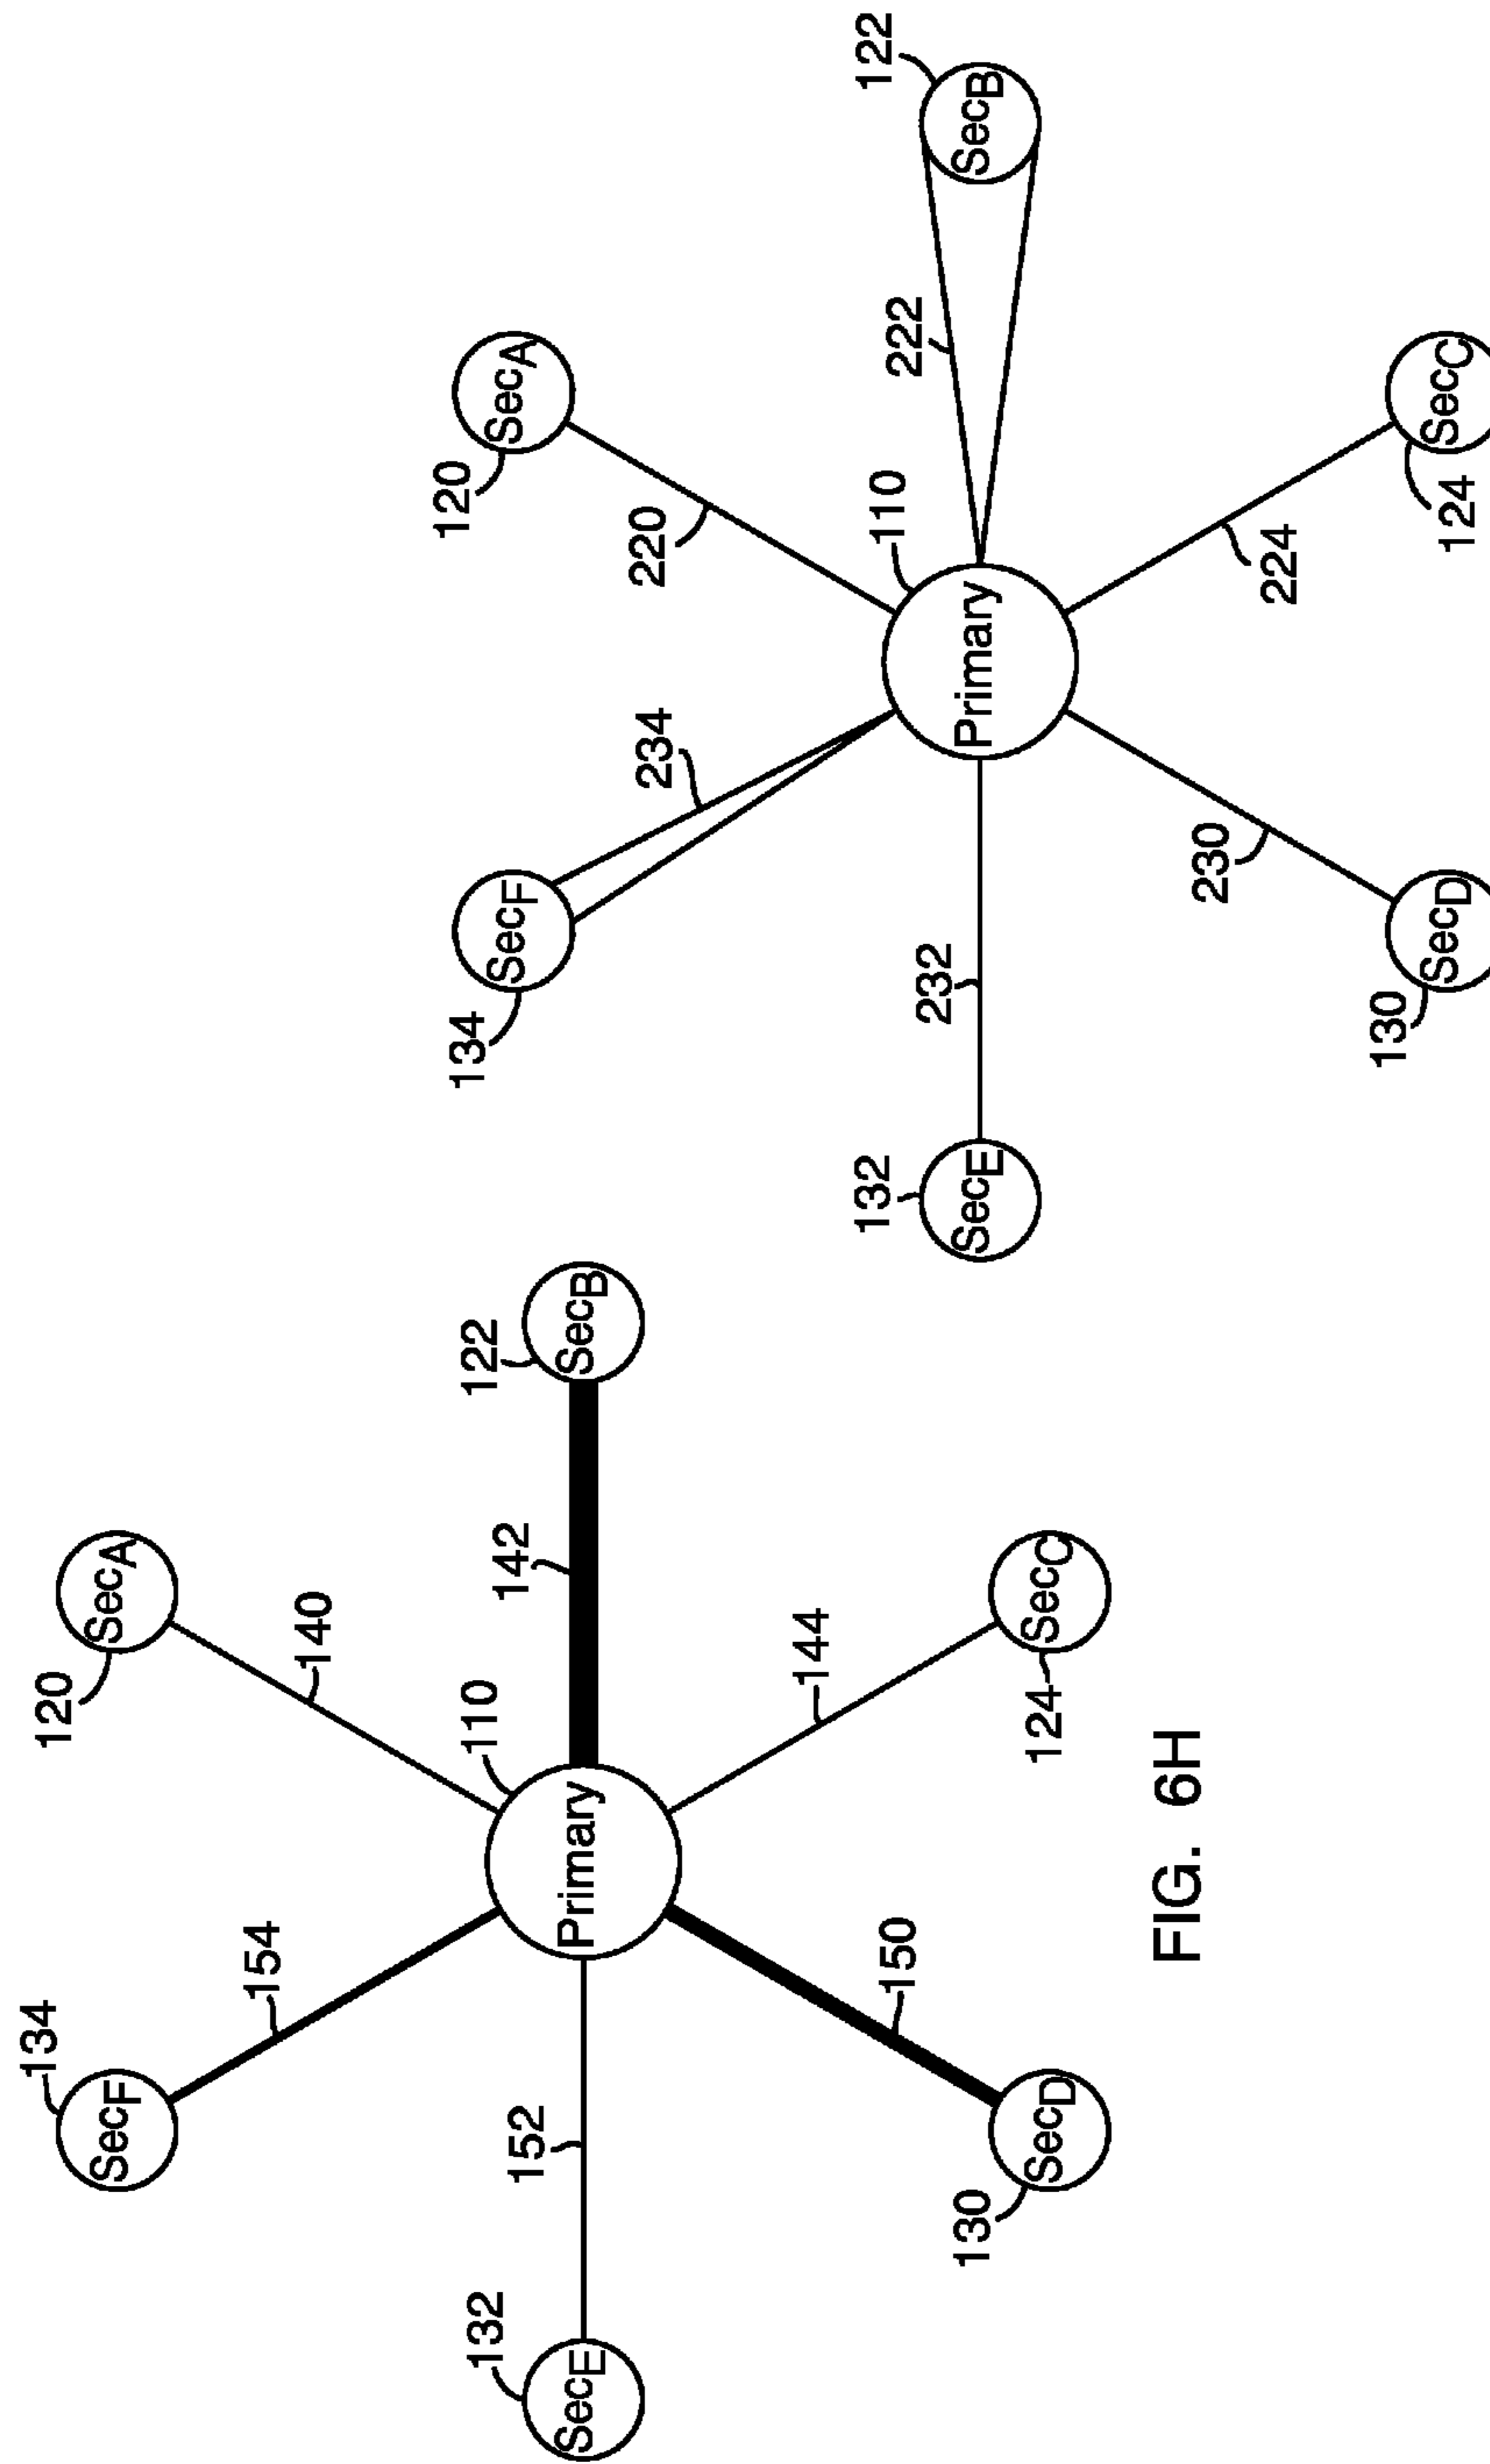 134
SecF
120
SecA
154
140
132
SecE
152
Primary
110
142
122
SecB
150
144
130
SecD
124
SecC
FIG. 6H
134
SecF
120
SecA
234
220
132
SecE
232
Primary
110
222
122
SecB
230
224
130
SecD
124
SecC